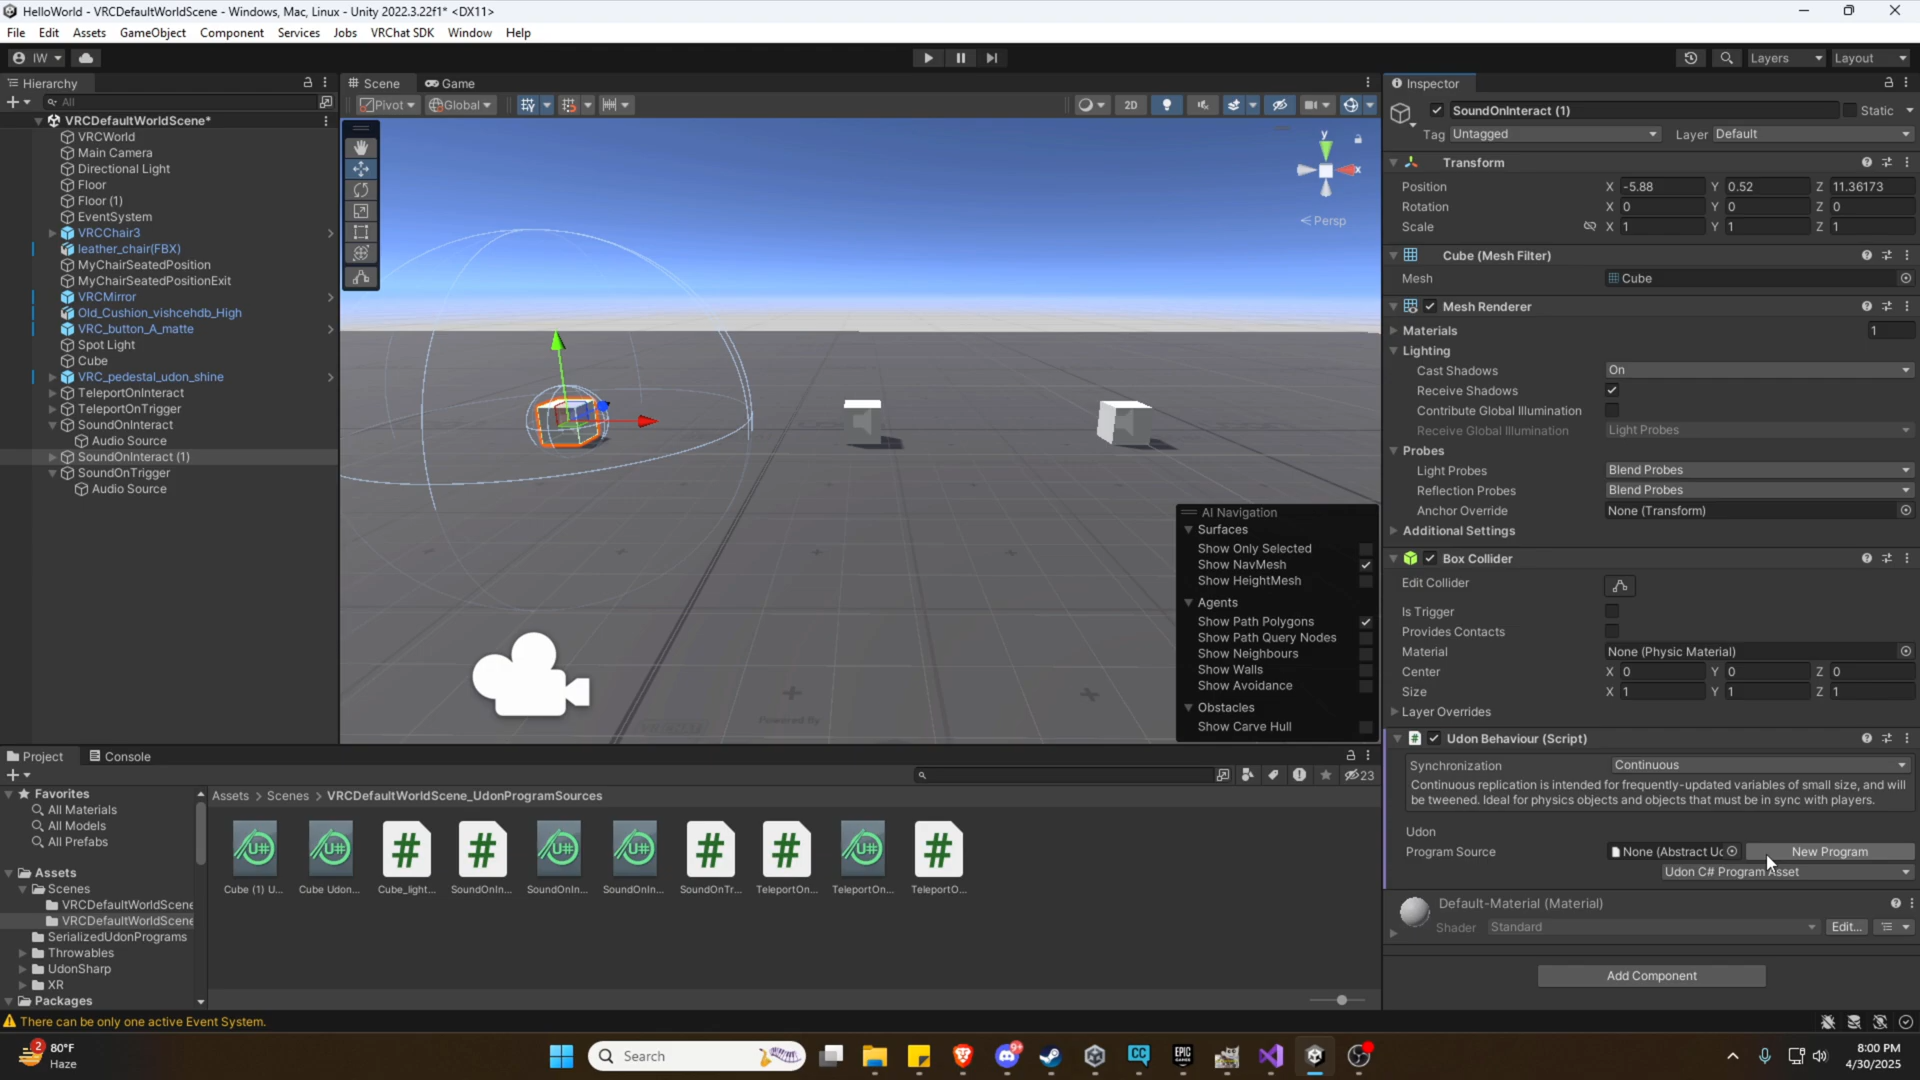 HelloWorld - VRCDefaultWorldScene - Windows, Mac, Linux - Unity 2022.3.22f1* <DX11>
File Edit Assets GameObject Component Services Jobs VRChat SDK Window Help
IW Layers Layout
Hierarchy
All
VRCDefaultWorldScene*
VRCWorld
Main Camera
Directional Light
Floor
Floor (1)
EventSystem
VRCChair3
leather_chair(FBX)
MyChairSeatedPosition
MyChairSeatedPositionExit
VRCMirror
Old_Cushion_vishcehdb_High
VRC_button_A_matte
Spot Light
Cube
VRC_pedestal_udon_shine
TeleportOnInteract
TeleportOnTrigger
SoundOnInteract
Audio Source
SoundOnInteract (1)
SoundOnTrigger
Audio Source
Scene Game
Pivot Global 2D
y
x
Persp
Powered By
AI Navigation
Surfaces
Show Only Selected
Show NavMesh
Show HeightMesh
Agents
Show Path Polygons
Show Path Query Nodes
Show Neighbours
Show Walls
Show Avoidance
Obstacles
Show Carve Hull
Inspector
SoundOnInteract (1) Static
Tag Untagged Layer Default
Transform
Position X -5.88 Y 0.52 Z 11.36173
Rotation X 0 Y 0 Z 0
Scale X 1 Y 1 Z 1
Cube (Mesh Filter)
Mesh Cube
Mesh Renderer
Materials 1
Lighting
Cast Shadows On
Receive Shadows
Contribute Global Illumination
Receive Global Illumination Light Probes
Probes
Light Probes Blend Probes
Reflection Probes Blend Probes
Anchor Override None (Transform)
Additional Settings
Box Collider
Edit Collider
Is Trigger
Provides Contacts
Material None (Physic Material)
Center X 0 Y 0 Z 0
Size X 1 Y 1 Z 1
Layer Overrides
Udon Behaviour (Script)
Synchronization Continuous
Continuous replication is intended for frequently-updated variables of small size, and will
be tweened. Ideal for physics objects and objects that must be in sync with players.
Udon
Program Source None (Abstract Uc New Program
Udon C# Program Asset
Default-Material (Material)
Shader Standard Edit...
Add Component
Project Console
23
Favorites
All Materials
All Models
All Prefabs
Assets
Scenes
VRCDefaultWorldScene
VRCDefaultWorldScene
SerializedUdonPrograms
Throwables
UdonSharp
XR
Packages
Assets > Scenes > VRCDefaultWorldScene_UdonProgramSources
Cube (1) U... Cube Udon... Cube_light... SoundOnIn... SoundOnIn... SoundOnIn... SoundOnTr... TeleportOn... TeleportOn... TeleportO...
There can be only one active Event System.
2
80°F
Haze
Search
8:00 PM
4/30/2025